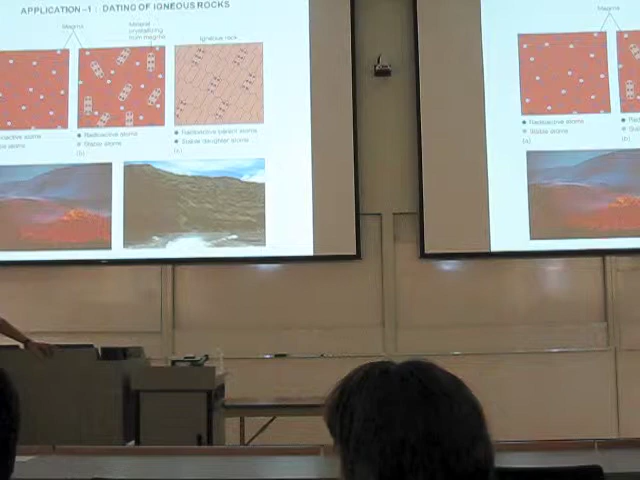 APPLICATION –1 : DATING OF IGNEOUS ROCKS
Magma
Mineral
crystallizing
from magma
Igneous rock
Radioactive atoms
Stable atoms
(b)
Radioactive parent atoms
Stable daughter atoms
(c)
Magma
Radioactive atoms
Stable atoms
(a)
(b)